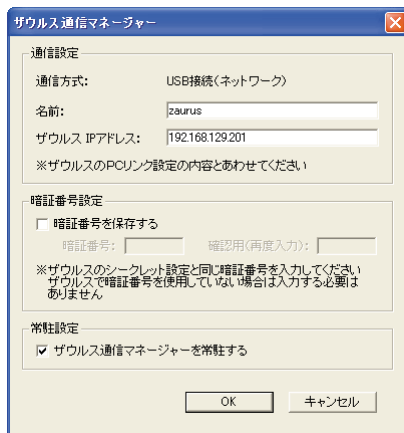 ザウルス通信マネージャー
通信設定
通信方式: USB接続(ネットワーク)
名前: zaurus
ザウルス IPアドレス: 192.168.129.201
※ザウルスのPCリンク設定の内容とあわせてください
暗証番号設定
暗証番号を保存する
暗証番号: 確認用(再度入力):
※ザウルスのシークレット設定と同じ暗証番号を入力してください
ザウルスで暗証番号を使用していない場合は入力する必要は
ありません
常駐設定
ザウルス通信マネージャーを常駐する
OK キャンセル